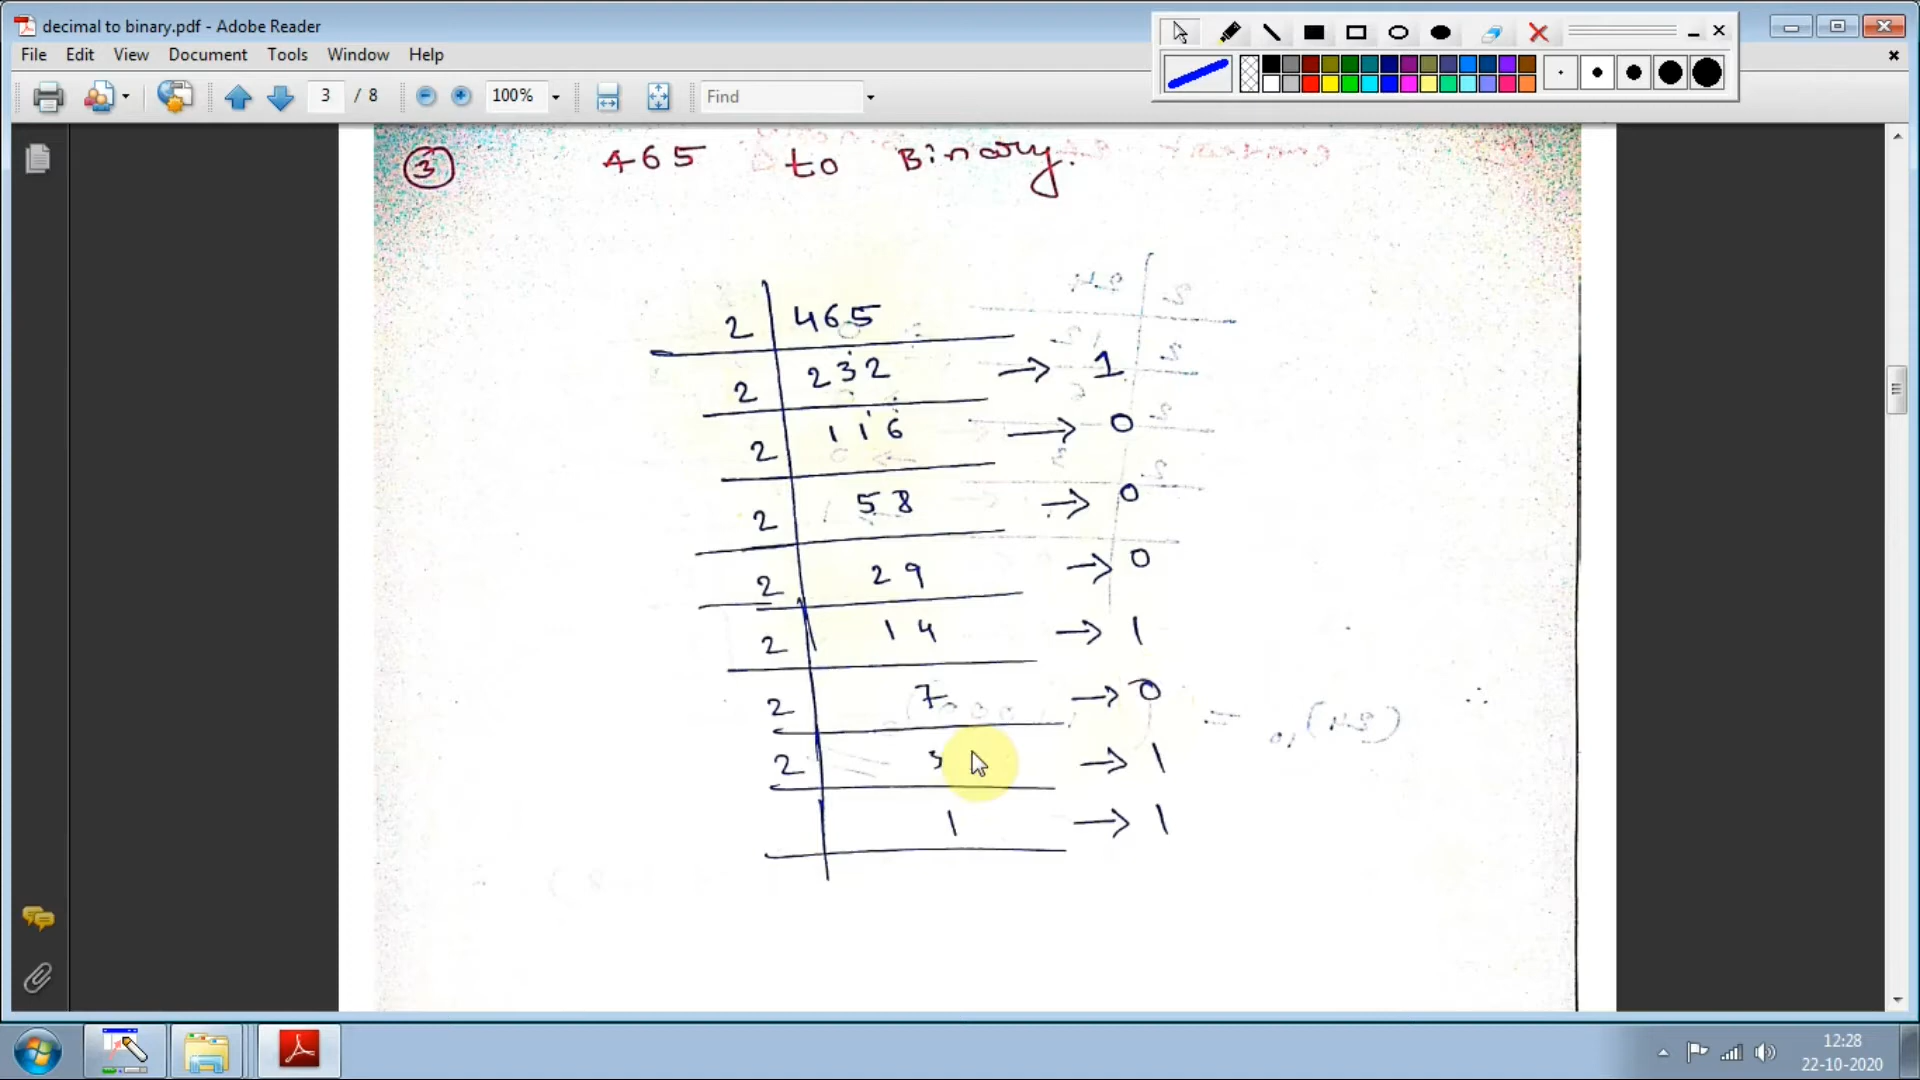 decimal to binary.pdf - Adobe Reader
File Edit View Document Tools Window Help
3 / 8 100% Find
3 465 to Binary.
2 465
2 232 → 1
2 116 → 0
2 58 → 0
2 29 → 0
2 14 → 1
2 7 → 0
2 3 → 1
1 → 1
12:28
22-10-2020